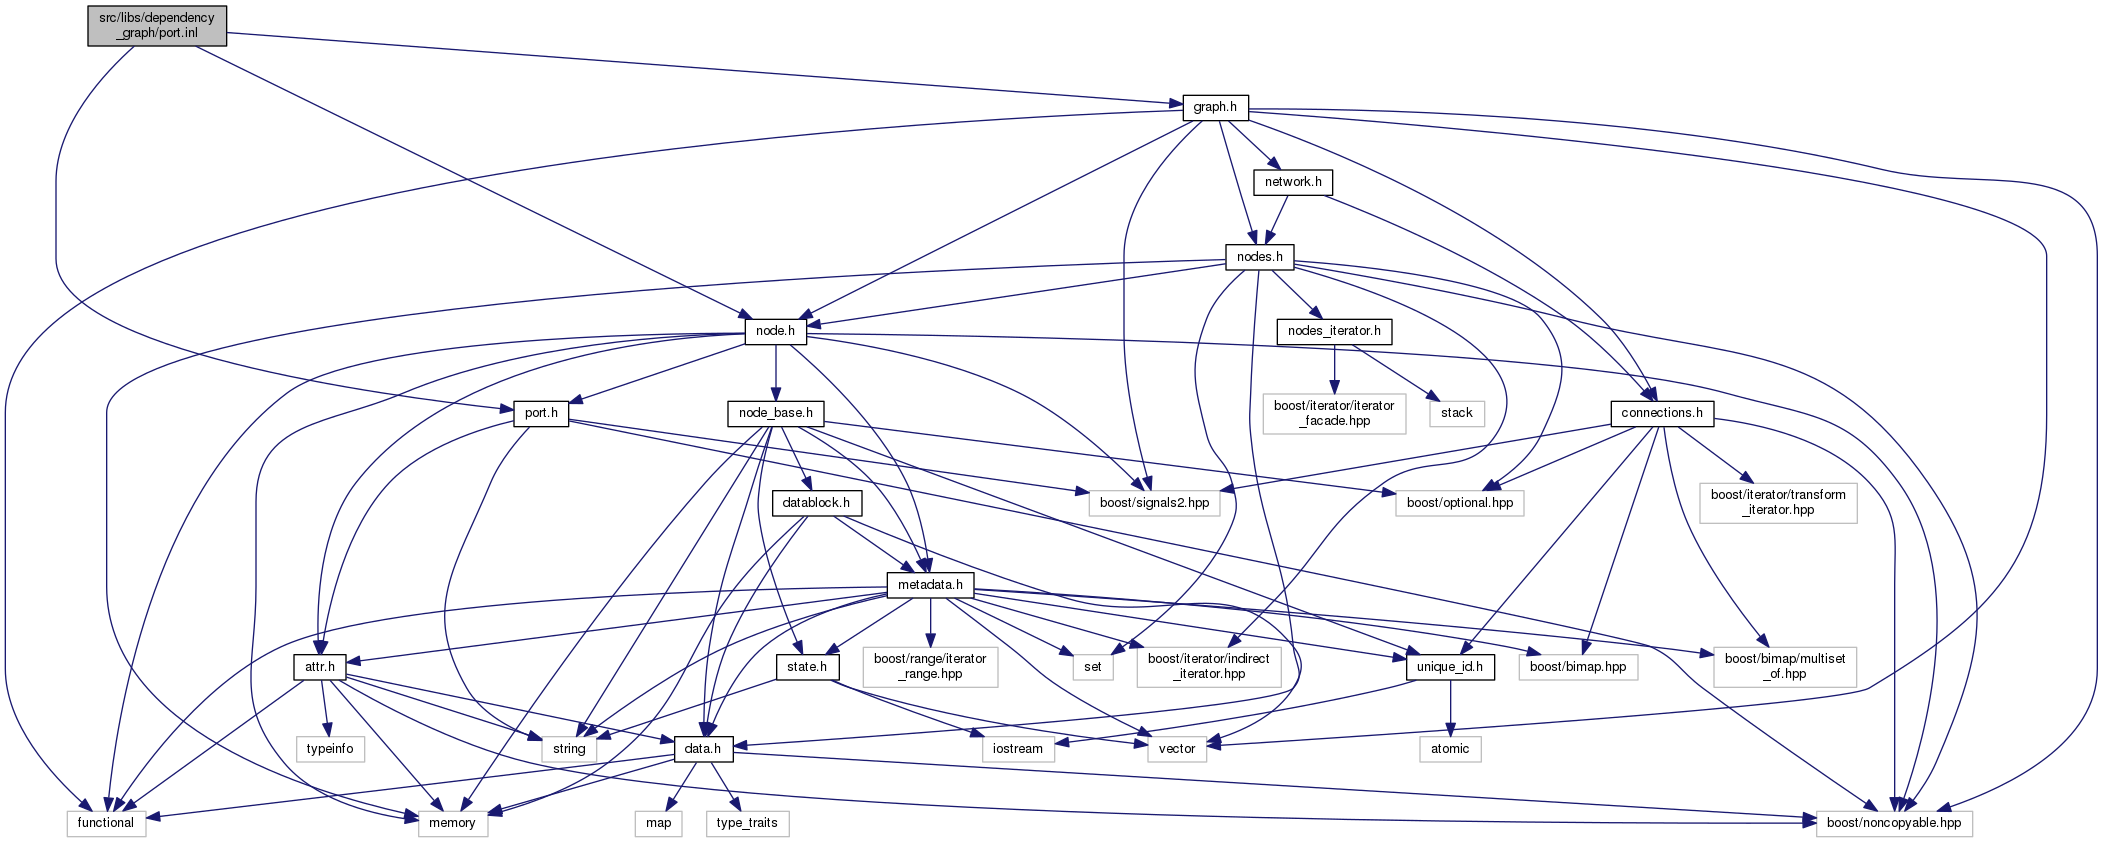 src/libs/dependency
_graph/port.inl
graph.h
network.h
nodes.h
node.h
nodes_iterator.h
port.h
node_base.h
boost/iterator/iterator
_facade.hpp
stack
connections.h
datablock.h
boost/signals2.hpp
boost/optional.hpp
boost/iterator/transform
_iterator.hpp
metadata.h
attr.h
state.h
boost/range/iterator
_range.hpp
set
boost/iterator/indirect
_iterator.hpp
unique_id.h
boost/bimap.hpp
boost/bimap/multiset
_of.hpp
typeinfo
string
data.h
iostream
vector
atomic
functional
memory
map
type_traits
boost/noncopyable.hpp